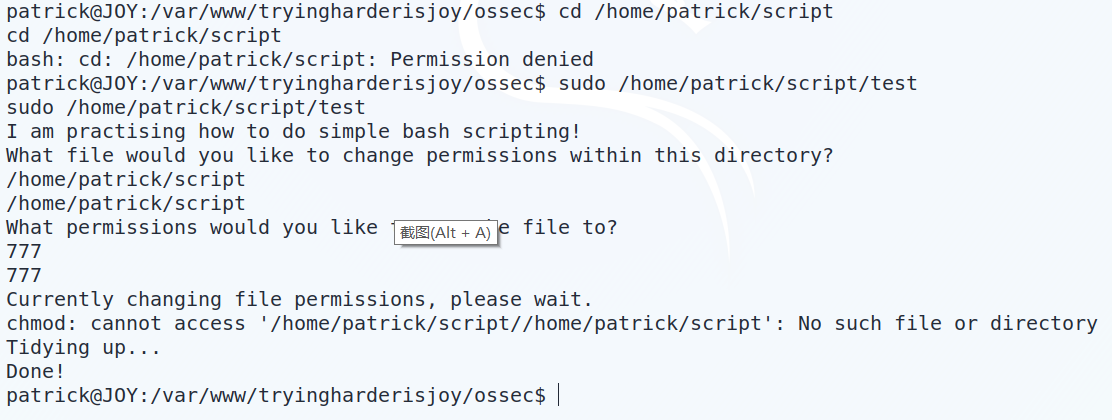 patrick@JOY:/var/www/tryingharderisjoy/ossec$ cd /home/patrick/script
cd /home/patrick/script
bash: cd: /home/patrick/script: Permission denied
patrick@JOY:/var/www/tryingharderisjoy/ossec$ sudo /home/patrick/script/test
sudo /home/patrick/script/test
I am practising how to do simple bash scripting!
What file would you like to change permissions within this directory?
/home/patrick/script
/home/patrick/script
What permissions would you like file to?
截图(Alt + A)
777
777
Currently changing file permissions, please wait.
chmod: cannot access '/home/patrick/script//home/patrick/script': No such file or directory
Tidying up...
Done!
patrick@JOY:/var/www/tryingharderisjoy/ossec$